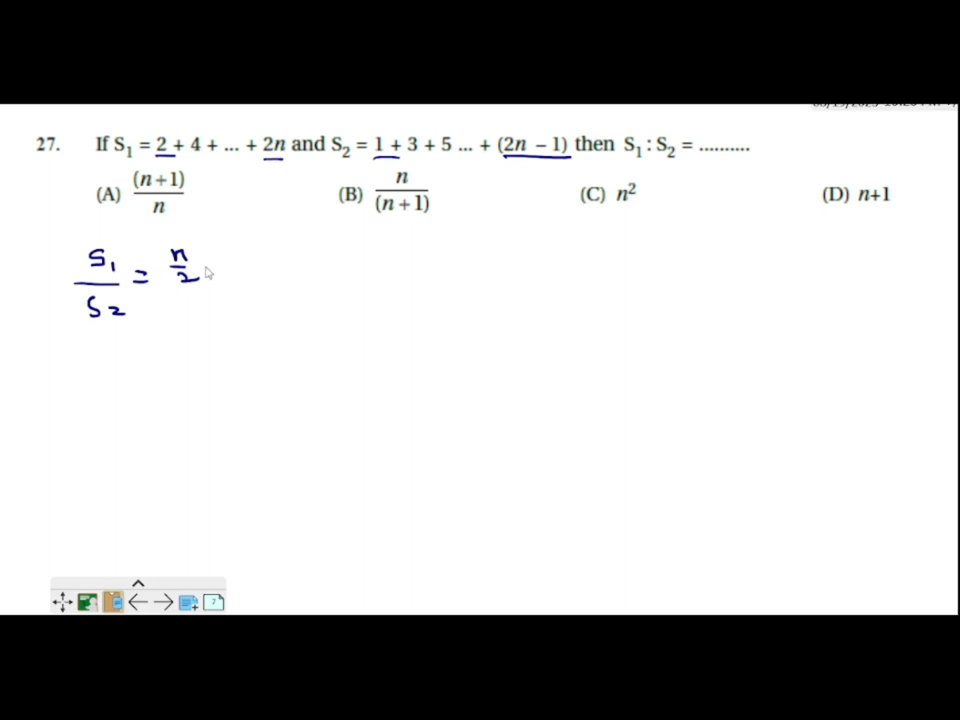 27. If S₁ = 2 + 4 + ... + 2n and S₂ = 1 + 3 + 5 ... + (2n – 1) then S₁ : S₂ = ..........
(A) (n+1)/n (B) n/(n+1) (C) n² (D) n+1
S₁/S₂ = n/2
7